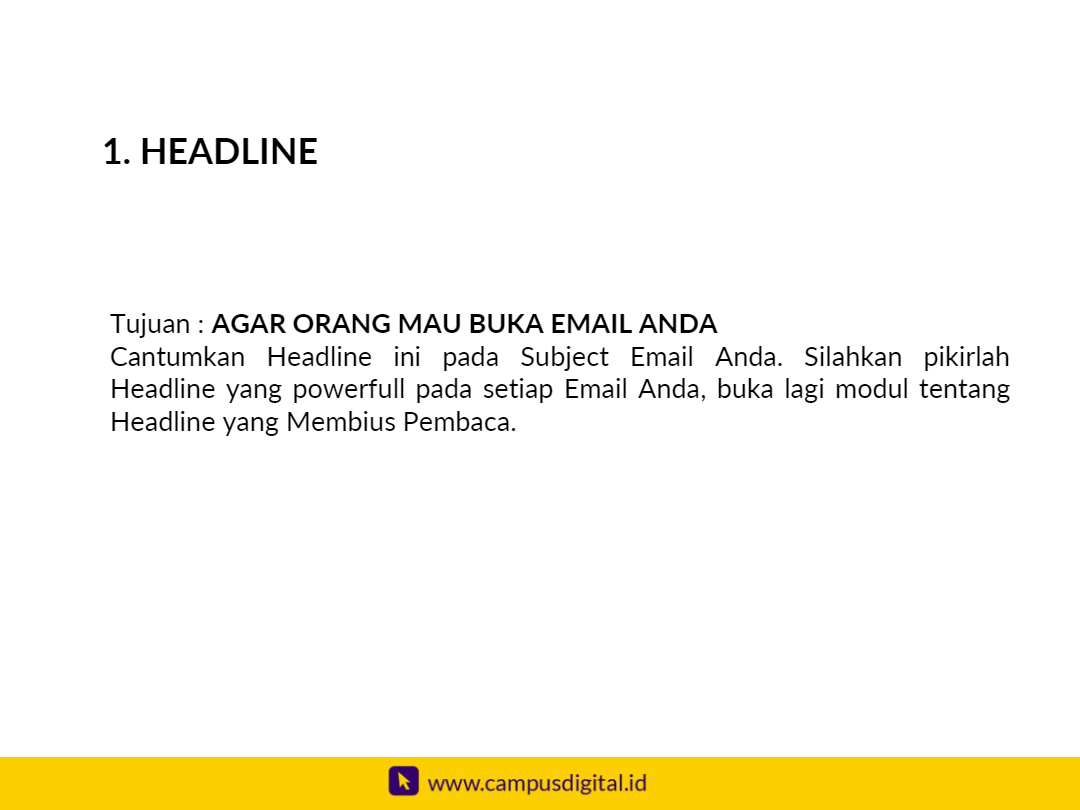 1. HEADLINE
Tujuan : AGAR ORANG MAU BUKA EMAIL ANDA
Cantumkan Headline ini pada Subject Email Anda. Silahkan pikirlah
Headline yang powerfull pada setiap Email Anda, buka lagi modul tentang
Headline yang Membius Pembaca.
www.campusdigital.id